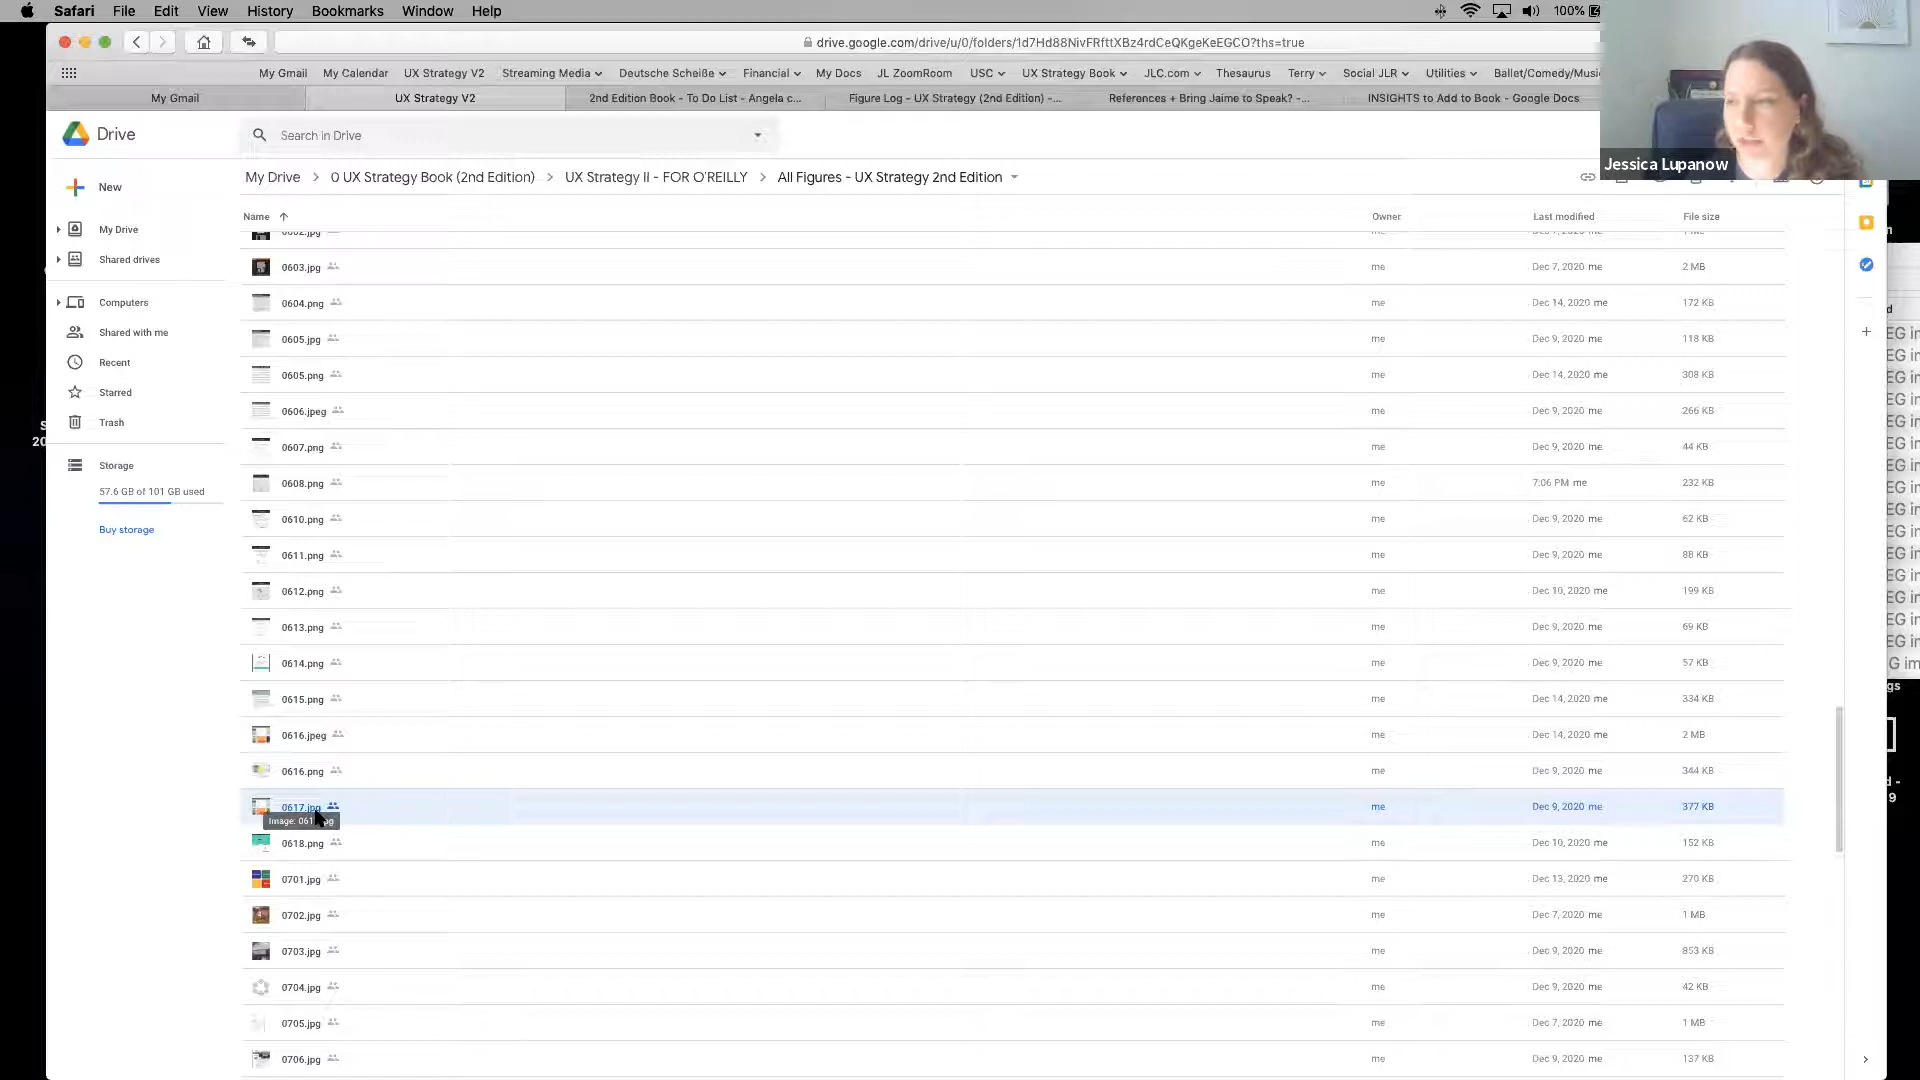 Safari File Edit View History Bookmarks Window Help 100%
drive.google.com/drive/u/0/folders/1d7Hd88NivFRfttXBz4rdCeQKgeKeEGCO?ths=true
My Gmail My Calendar UX Strategy V2 Streaming Media Deutsche Scheiße Financial My Docs JL ZoomRoom USC UX Strategy Book JLC.com Thesaurus Terry Social JLR Utilities Ballet/Comedy/Musi
My Gmail UX Strategy V2 2nd Edition Book - To Do List - Angela c... Figure Log - UX Strategy (2nd Edition) -... References + Bring Jaime to Speak? -... INSIGHTS to Add to Book - Google Docs
Drive
Search in Drive
Jessica Lupanow
My Drive > 0 UX Strategy Book (2nd Edition) > UX Strategy II - FOR O'REILLY > All Figures - UX Strategy 2nd Edition
New
My Drive
Shared drives
Computers
Shared with me
Recent
Starred
Trash
Storage
57.6 GB of 101 GB used
Buy storage
Name Owner Last modified File size
0602.jpg
0603.jpg me Dec 7, 2020 me 2 MB
0604.png me Dec 14, 2020 me 172 KB
0605.jpg me Dec 9, 2020 me 118 KB
0605.png me Dec 14, 2020 me 308 KB
0606.jpeg me Dec 9, 2020 me 266 KB
0607.png me Dec 9, 2020 me 44 KB
0608.png me 7:06 PM me 232 KB
0610.png me Dec 9, 2020 me 62 KB
0611.png me Dec 9, 2020 me 88 KB
0612.png me Dec 10, 2020 me 199 KB
0613.png me Dec 9, 2020 me 69 KB
0614.png me Dec 9, 2020 me 57 KB
0615.png me Dec 14, 2020 me 334 KB
0616.jpeg me Dec 14, 2020 me 2 MB
0616.png me Dec 9, 2020 me 344 KB
0617.jpg me Dec 9, 2020 me 377 KB
Image: 061 pg
0618.png me Dec 10, 2020 me 152 KB
0701.jpg me Dec 13, 2020 me 270 KB
0702.jpg me Dec 7, 2020 me 1 MB
0703.jpg me Dec 9, 2020 me 853 KB
0704.jpg me Dec 9, 2020 me 42 KB
0705.jpg me Dec 7, 2020 me 1 MB
0706.jpg me Dec 9, 2020 me 137 KB